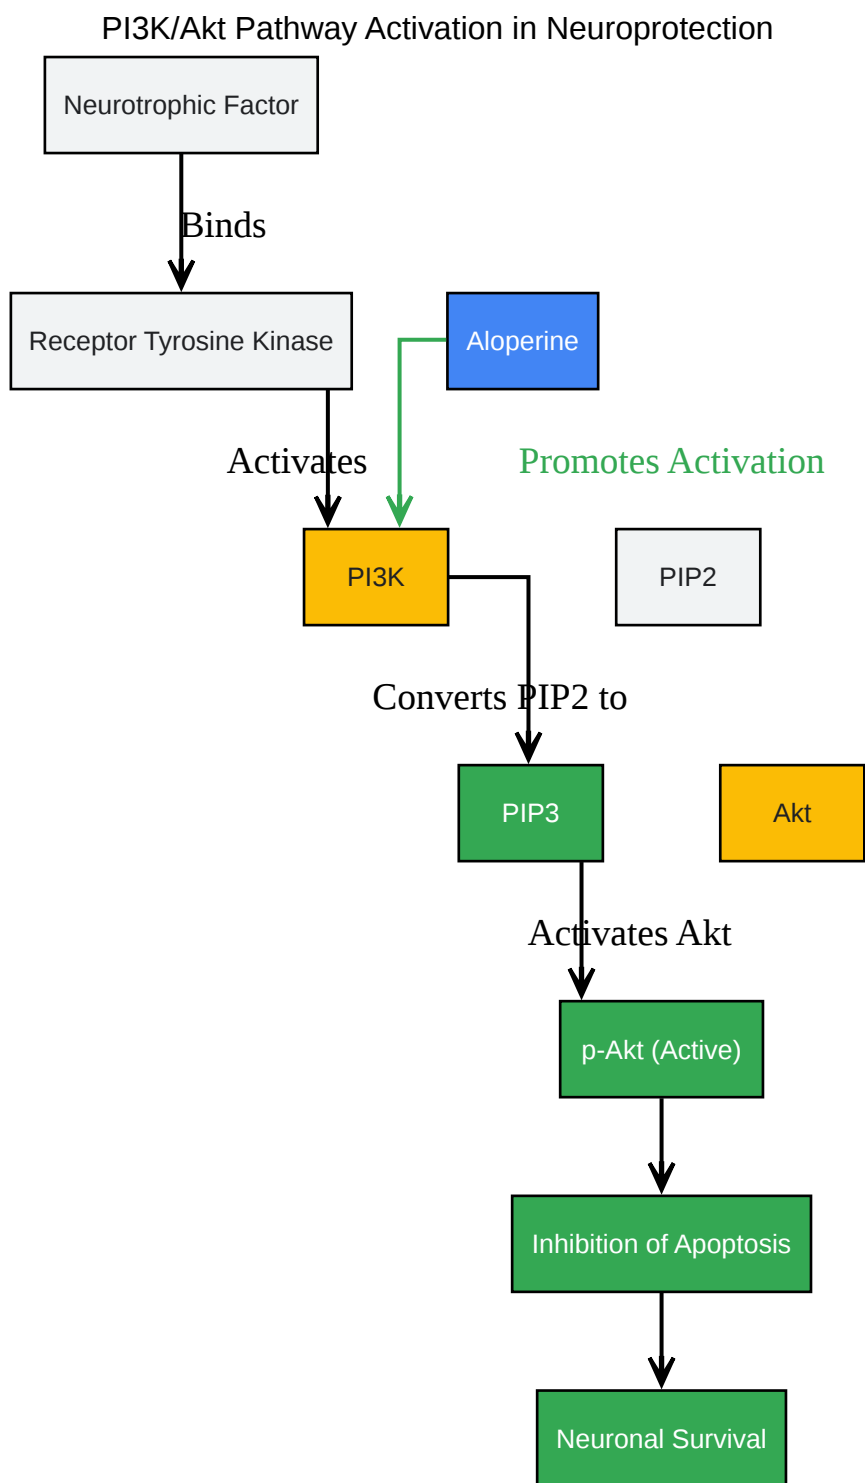 PI3K/Akt Pathway Activation in Neuroprotection
Neurotrophic Factor
Binds
Receptor Tyrosine Kinase
Aloperine
Activates
Promotes Activation
PI3K
PIP2
Converts PIP2 to
PIP3
Akt
Activates Akt
p-Akt (Active)
Inhibition of Apoptosis
Neuronal Survival